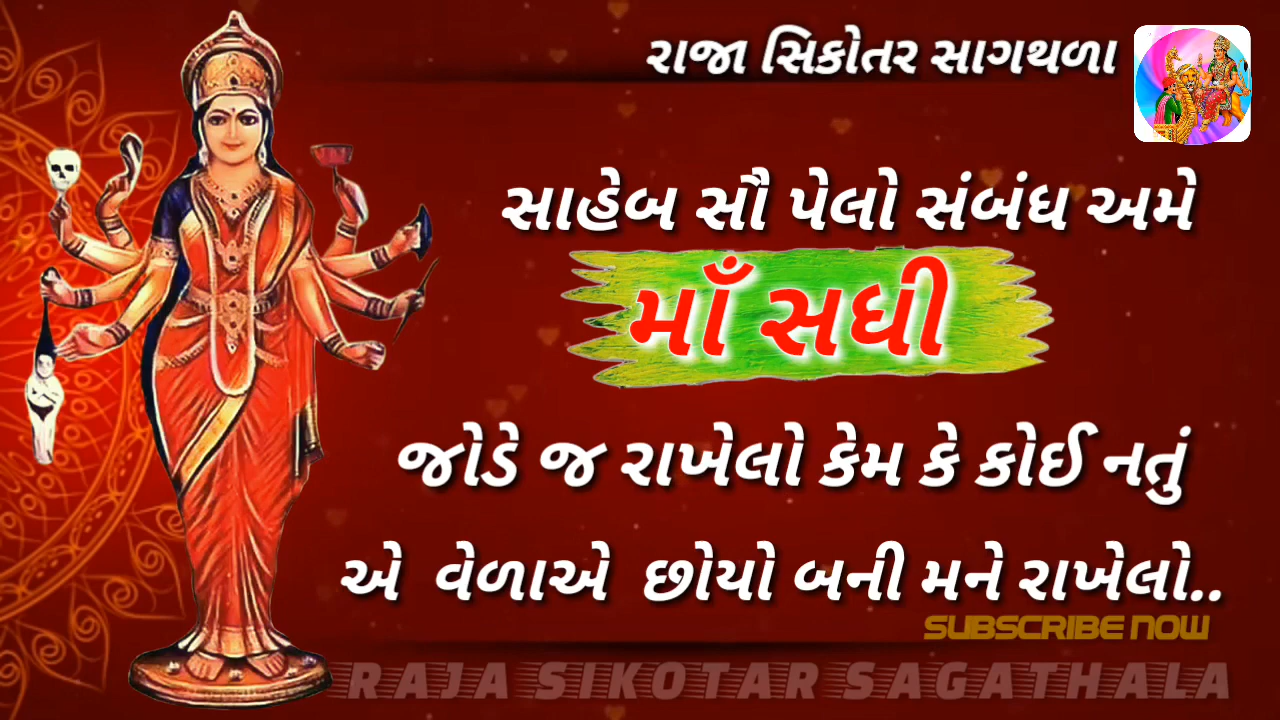 રાજા સિકોતર સાગથળા
સાહેબ સૌ પેલો સંબંધ અમે
માઁ સધી
જોડે જ રાખેલો કેમ કે કોઈ નતું
એ વેળાએ છોયો બની મને રાખેલો..
SUBSCRIBE NOW
RAJA SIKOTAR SAGATHALA